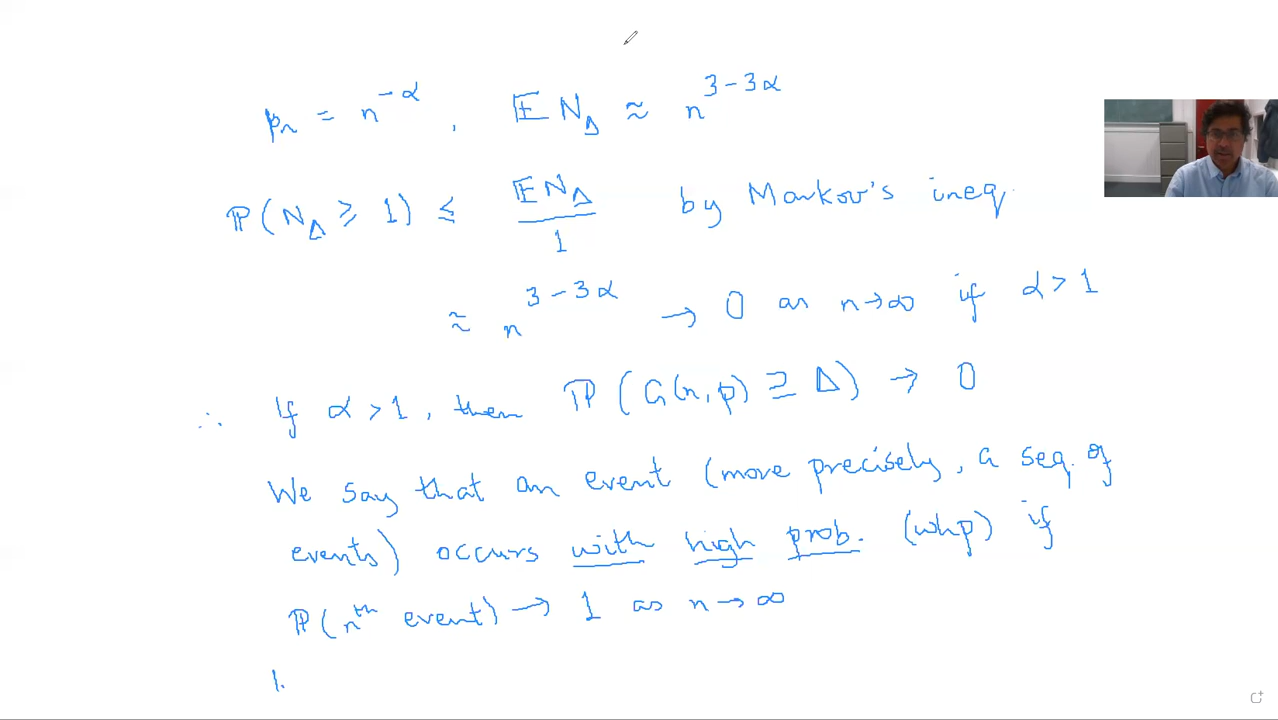 pₙ = n^{-α}, 𝔼 N_Δ ≈ n^{3-3α}
ℙ(N_Δ ≥ 1) ≤ 𝔼 N_Δ / 1 by Markov's ineq.
≈ n^{3-3α} → 0 as n→∞ if α > 1
∴ If α > 1, then ℙ(G(n,p) ⊇ Δ) → 0
We say that an event (more precisely, a seq. of
events) occurs with high prob. (whp) if
ℙ(nᵗʰ event) → 1 as n→∞